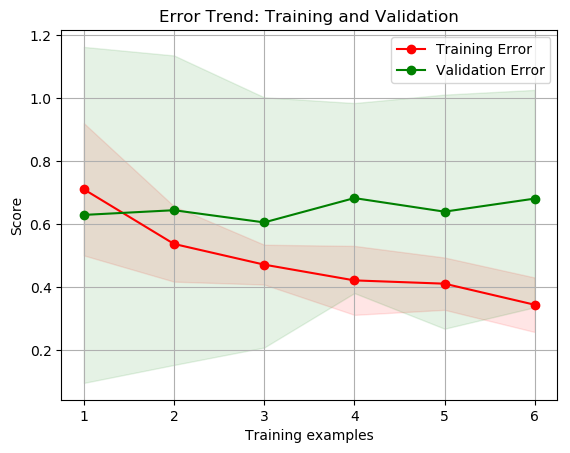 Error Trend: Training and Validation
Training Error
Validation Error
1.2
1.0
0.8
0.6
0.4
0.2
Score
1 2 3 4 5 6
Training examples